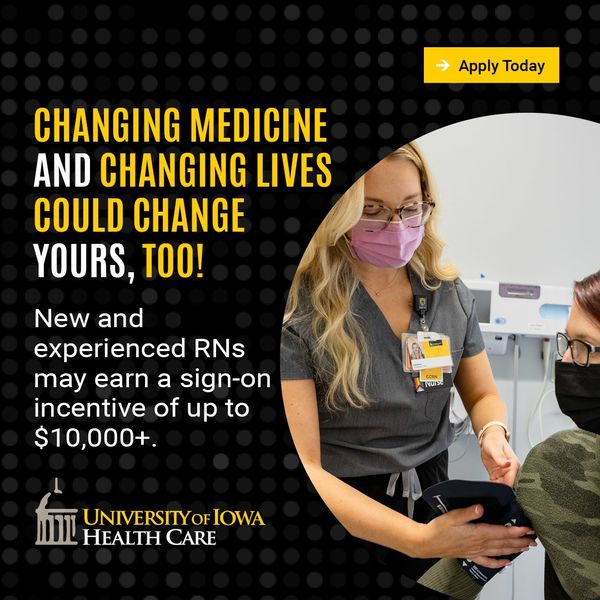 Apply Today
CHANGING MEDICINE
AND CHANGING LIVES
COULD CHANGE
YOURS, TOO!
New and
experienced RNs
may earn a sign-on
incentive of up to
$10,000+.
UNIVERSITY OF IOWA
HEALTH CARE
Nurse